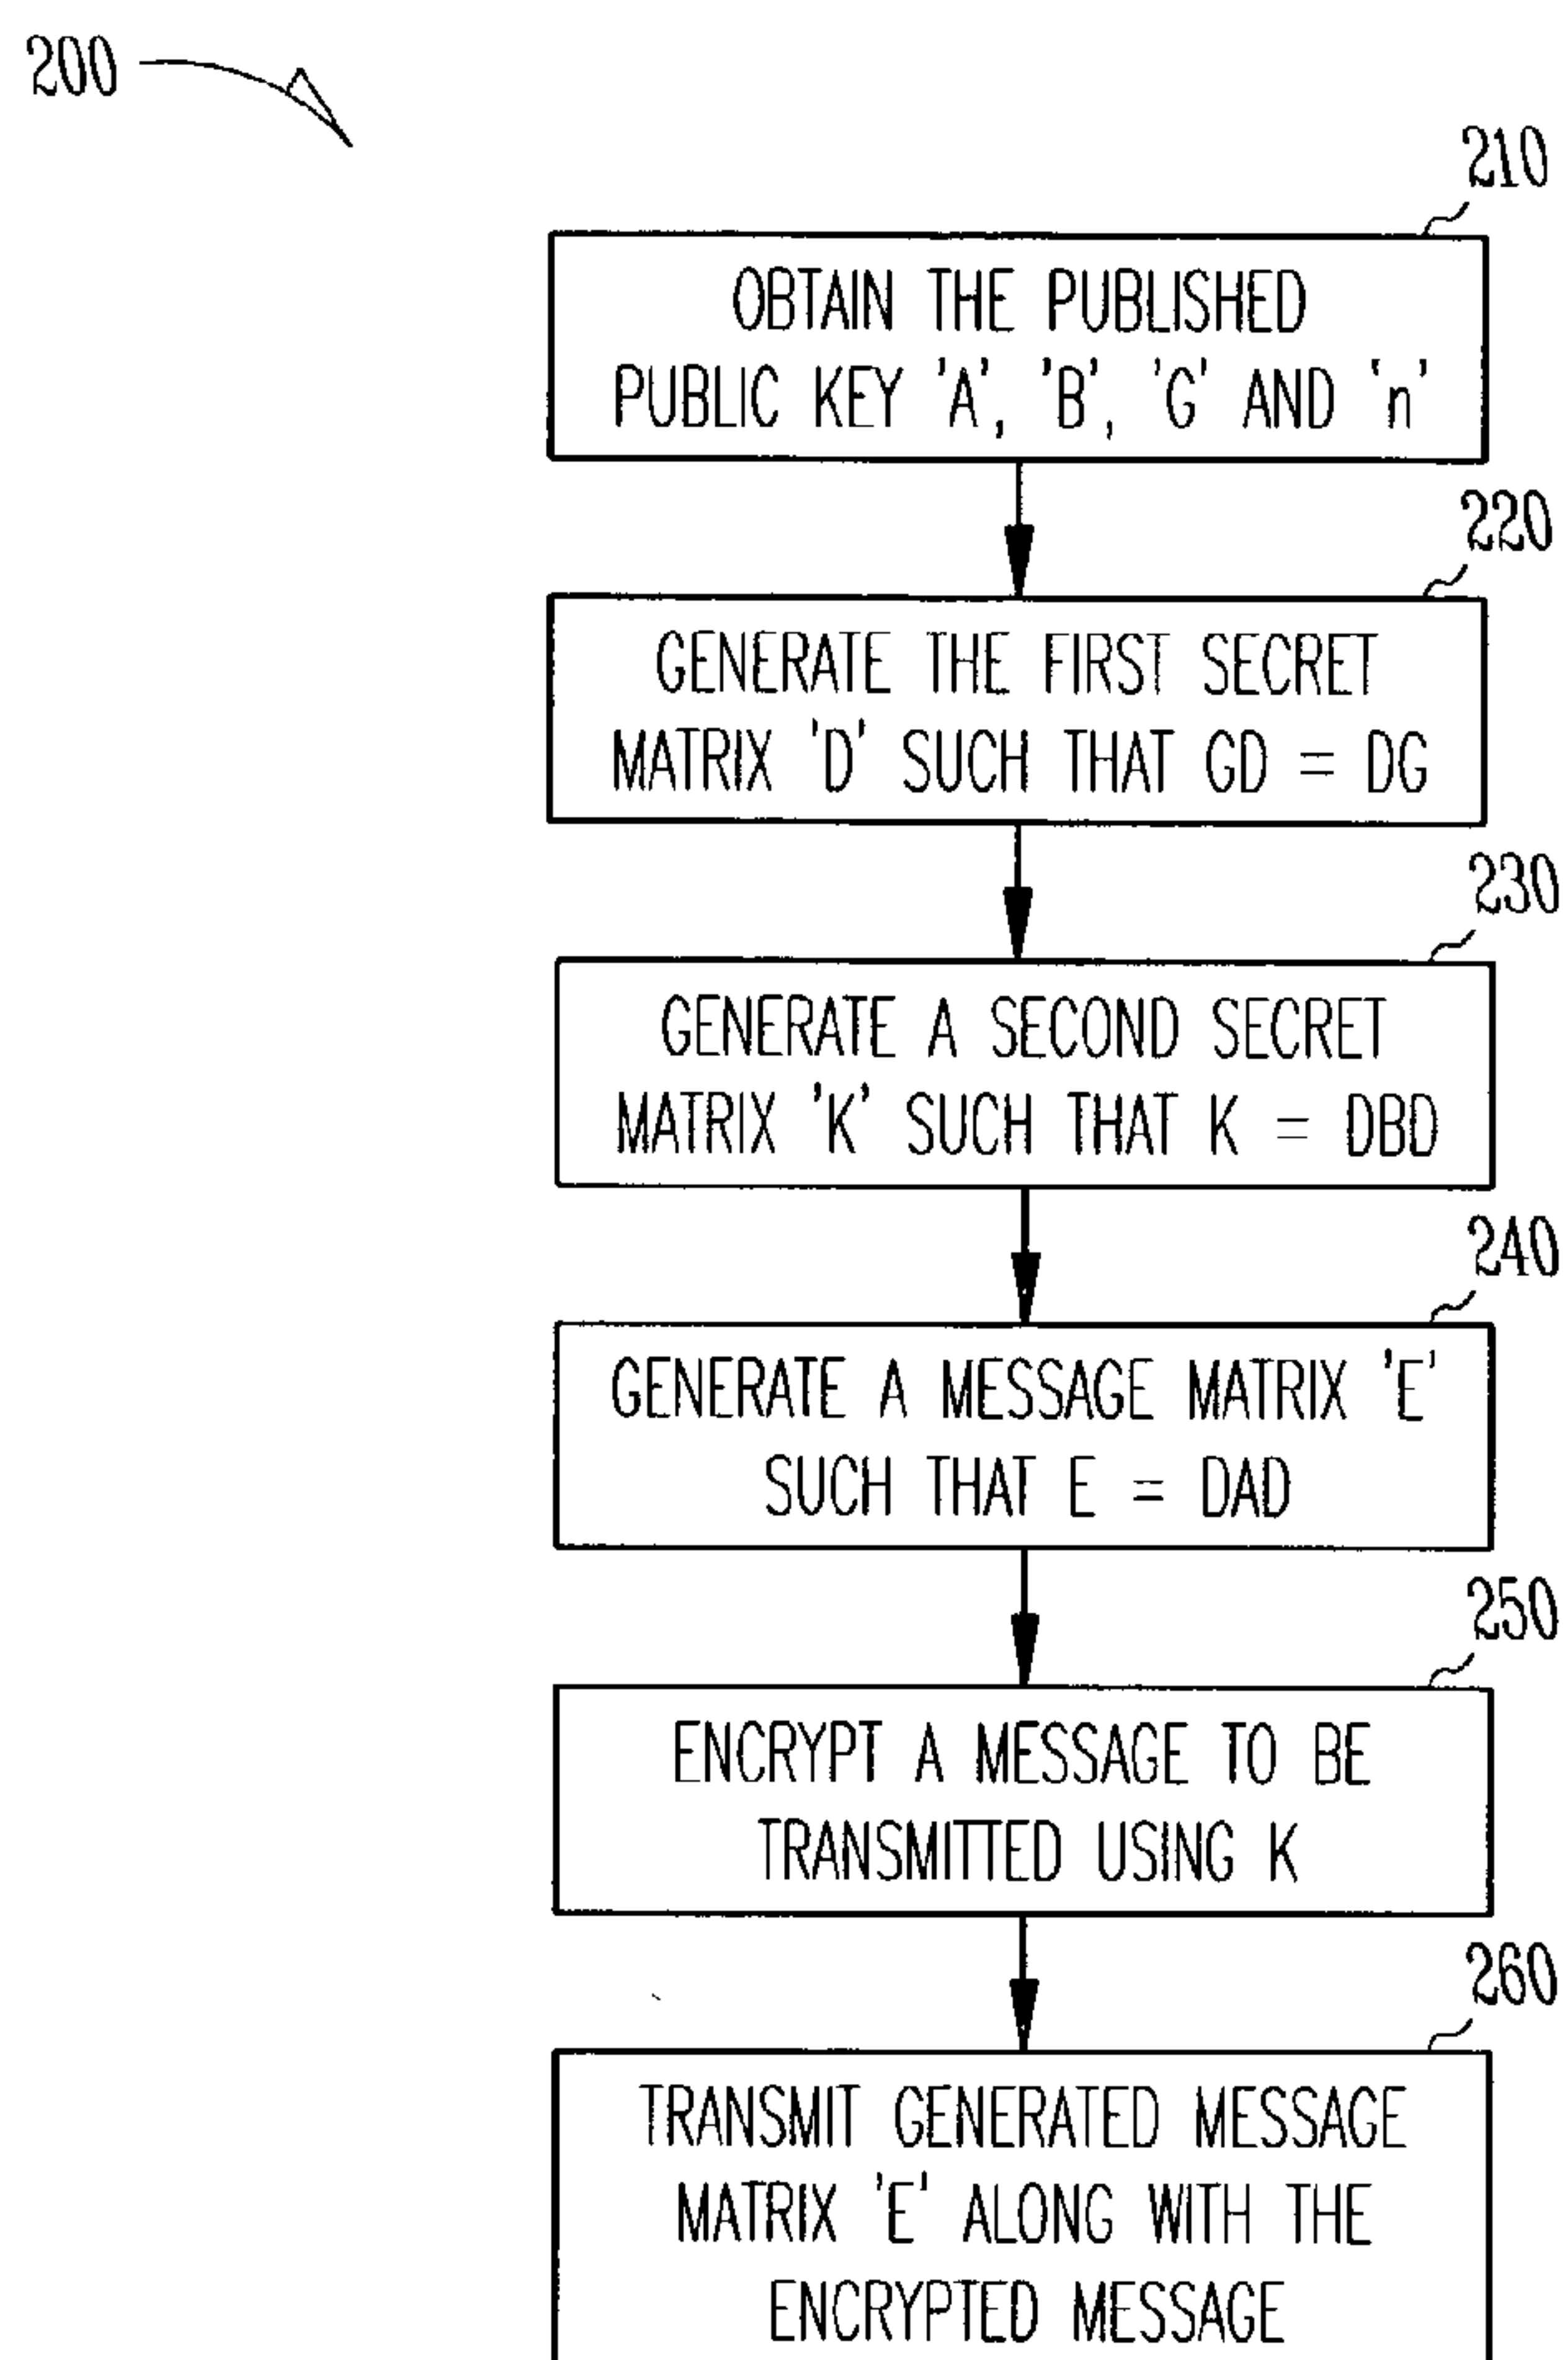 200
210
OBTAIN THE PUBLISHED
PUBLIC KEY 'A', 'B', 'G' AND 'n'
220
GENERATE THE FIRST SECRET
MATRIX 'D' SUCH THAT GD = DG
230
GENERATE A SECOND SECRET
MATRIX 'K' SUCH THAT K = DBD
240
GENERATE A MESSAGE MATRIX 'E'
SUCH THAT E = DAD
250
ENCRYPT A MESSAGE TO BE
TRANSMITTED USING K
260
TRANSMIT GENERATED MESSAGE
MATRIX 'E' ALONG WITH THE
ENCRYPTED MESSAGE